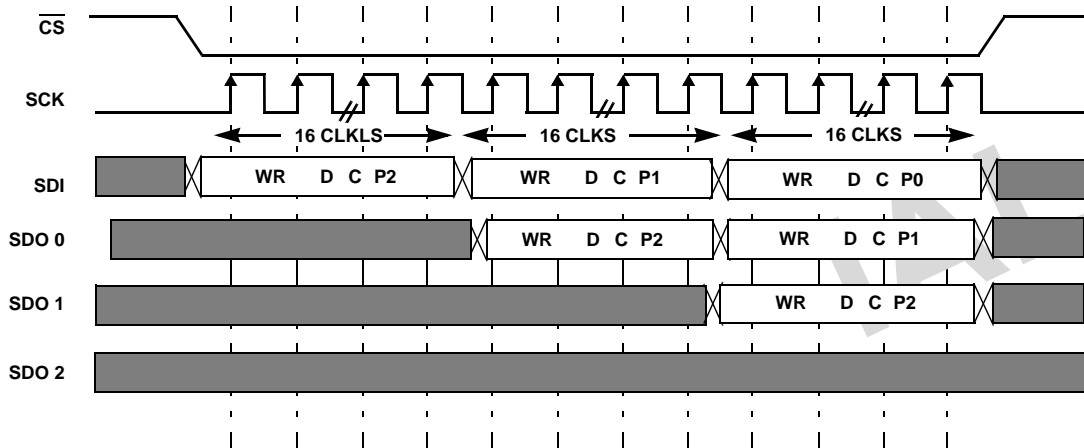 CS
SCK
16 CLKLS 16 CLKS 16 CLKS
SDI WR D C P2 WR D C P1 WR D C P0
SDO 0 WR D C P2 WR D C P1
SDO 1 WR D C P2
SDO 2